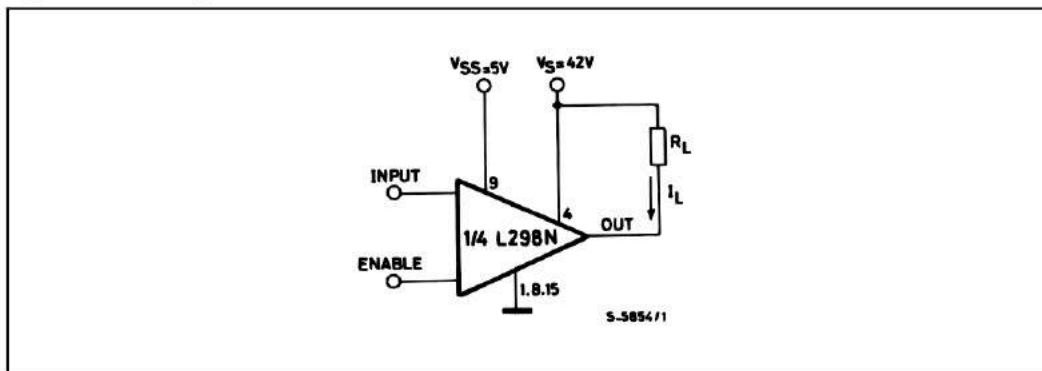 VSS=5V
VS=42V
RL
INPUT
9
IL
4
OUT
1/4 L298N
ENABLE
1.8.15
S-5854/1